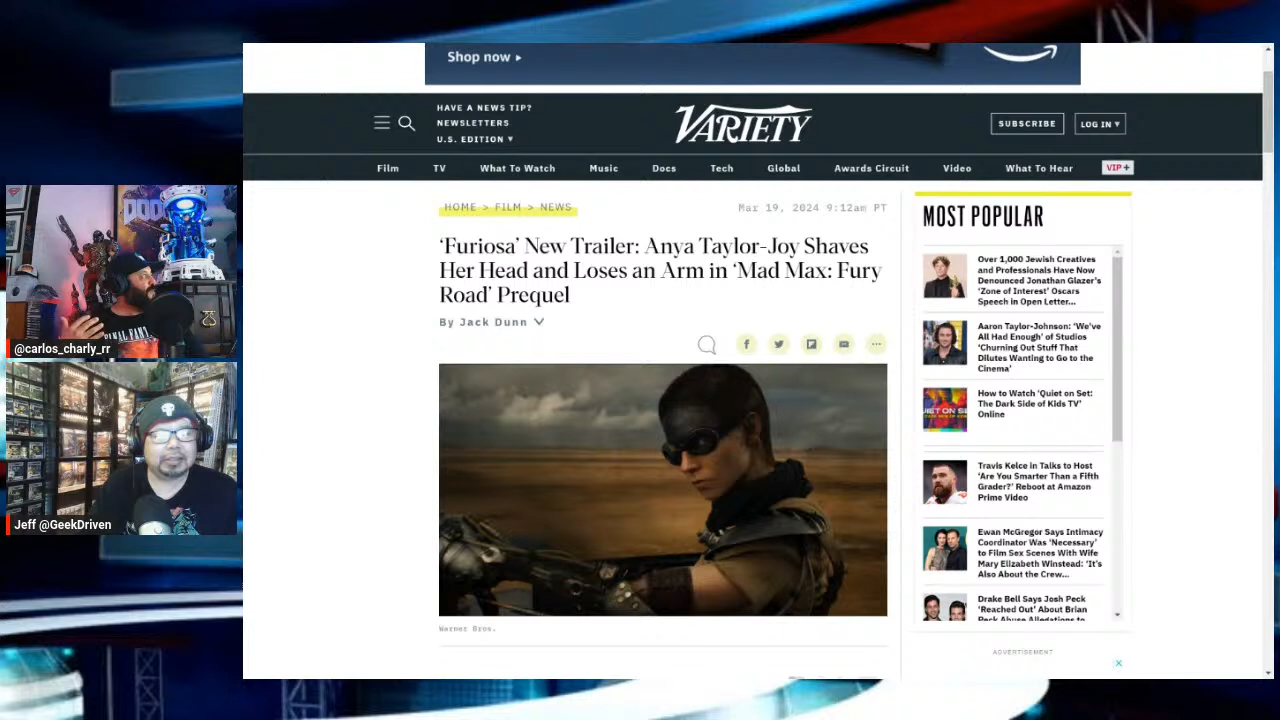 Shop now ▸
HAVE A NEWS TIP?
NEWSLETTERS
U.S. EDITION ▾
VARIETY
SUBSCRIBE
LOG IN ▾
Film
TV
What To Watch
Music
Docs
Tech
Global
Awards Circuit
Video
What To Hear
VIP+
HOME > FILM > NEWS
Mar 19, 2024 9:12am PT
‘Furiosa’ New Trailer: Anya Taylor-Joy Shaves
Her Head and Loses an Arm in ‘Mad Max: Fury
Road’ Prequel
By Jack Dunn
Warner Bros.
MOST POPULAR
Over 1,000 Jewish Creatives
and Professionals Have Now
Denounced Jonathan Glazer’s
‘Zone of Interest’ Oscars
Speech in Open Letter...
Aaron Taylor-Johnson: ‘We’ve
All Had Enough’ of Studios
‘Churning Out Stuff That
Dilutes Wanting to Go to the
Cinema’
How to Watch ‘Quiet on Set:
The Dark Side of Kids TV’
Online
Travis Kelce in Talks to Host
‘Are You Smarter Than a Fifth
Grader?’ Reboot at Amazon
Prime Video
Ewan McGregor Says Intimacy
Coordinator Was ‘Necessary’
to Film Sex Scenes With Wife
Mary Elizabeth Winstead: ‘It’s
Also About the Crew...
Drake Bell Says Josh Peck
‘Reached Out’ About Brian
Peck Abuse Allegations to
ADVERTISEMENT
DOO
@carlos_charly_rr
Jeff @GeekDriven